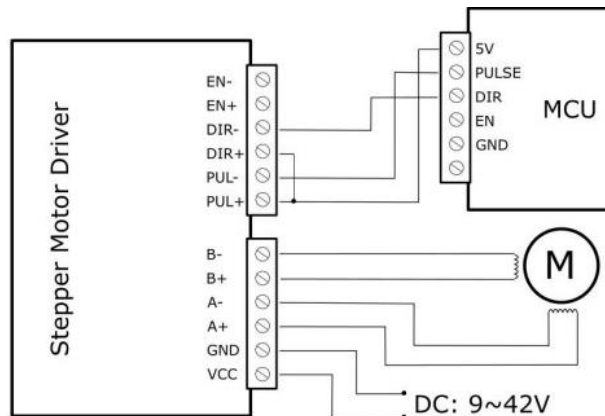 Stepper Motor Driver
EN-
EN+
DIR-
DIR+
PUL-
PUL+
B-
B+
A-
A+
GND
VCC
5V
PULSE
DIR
EN
GND
MCU
M
DC: 9~42V